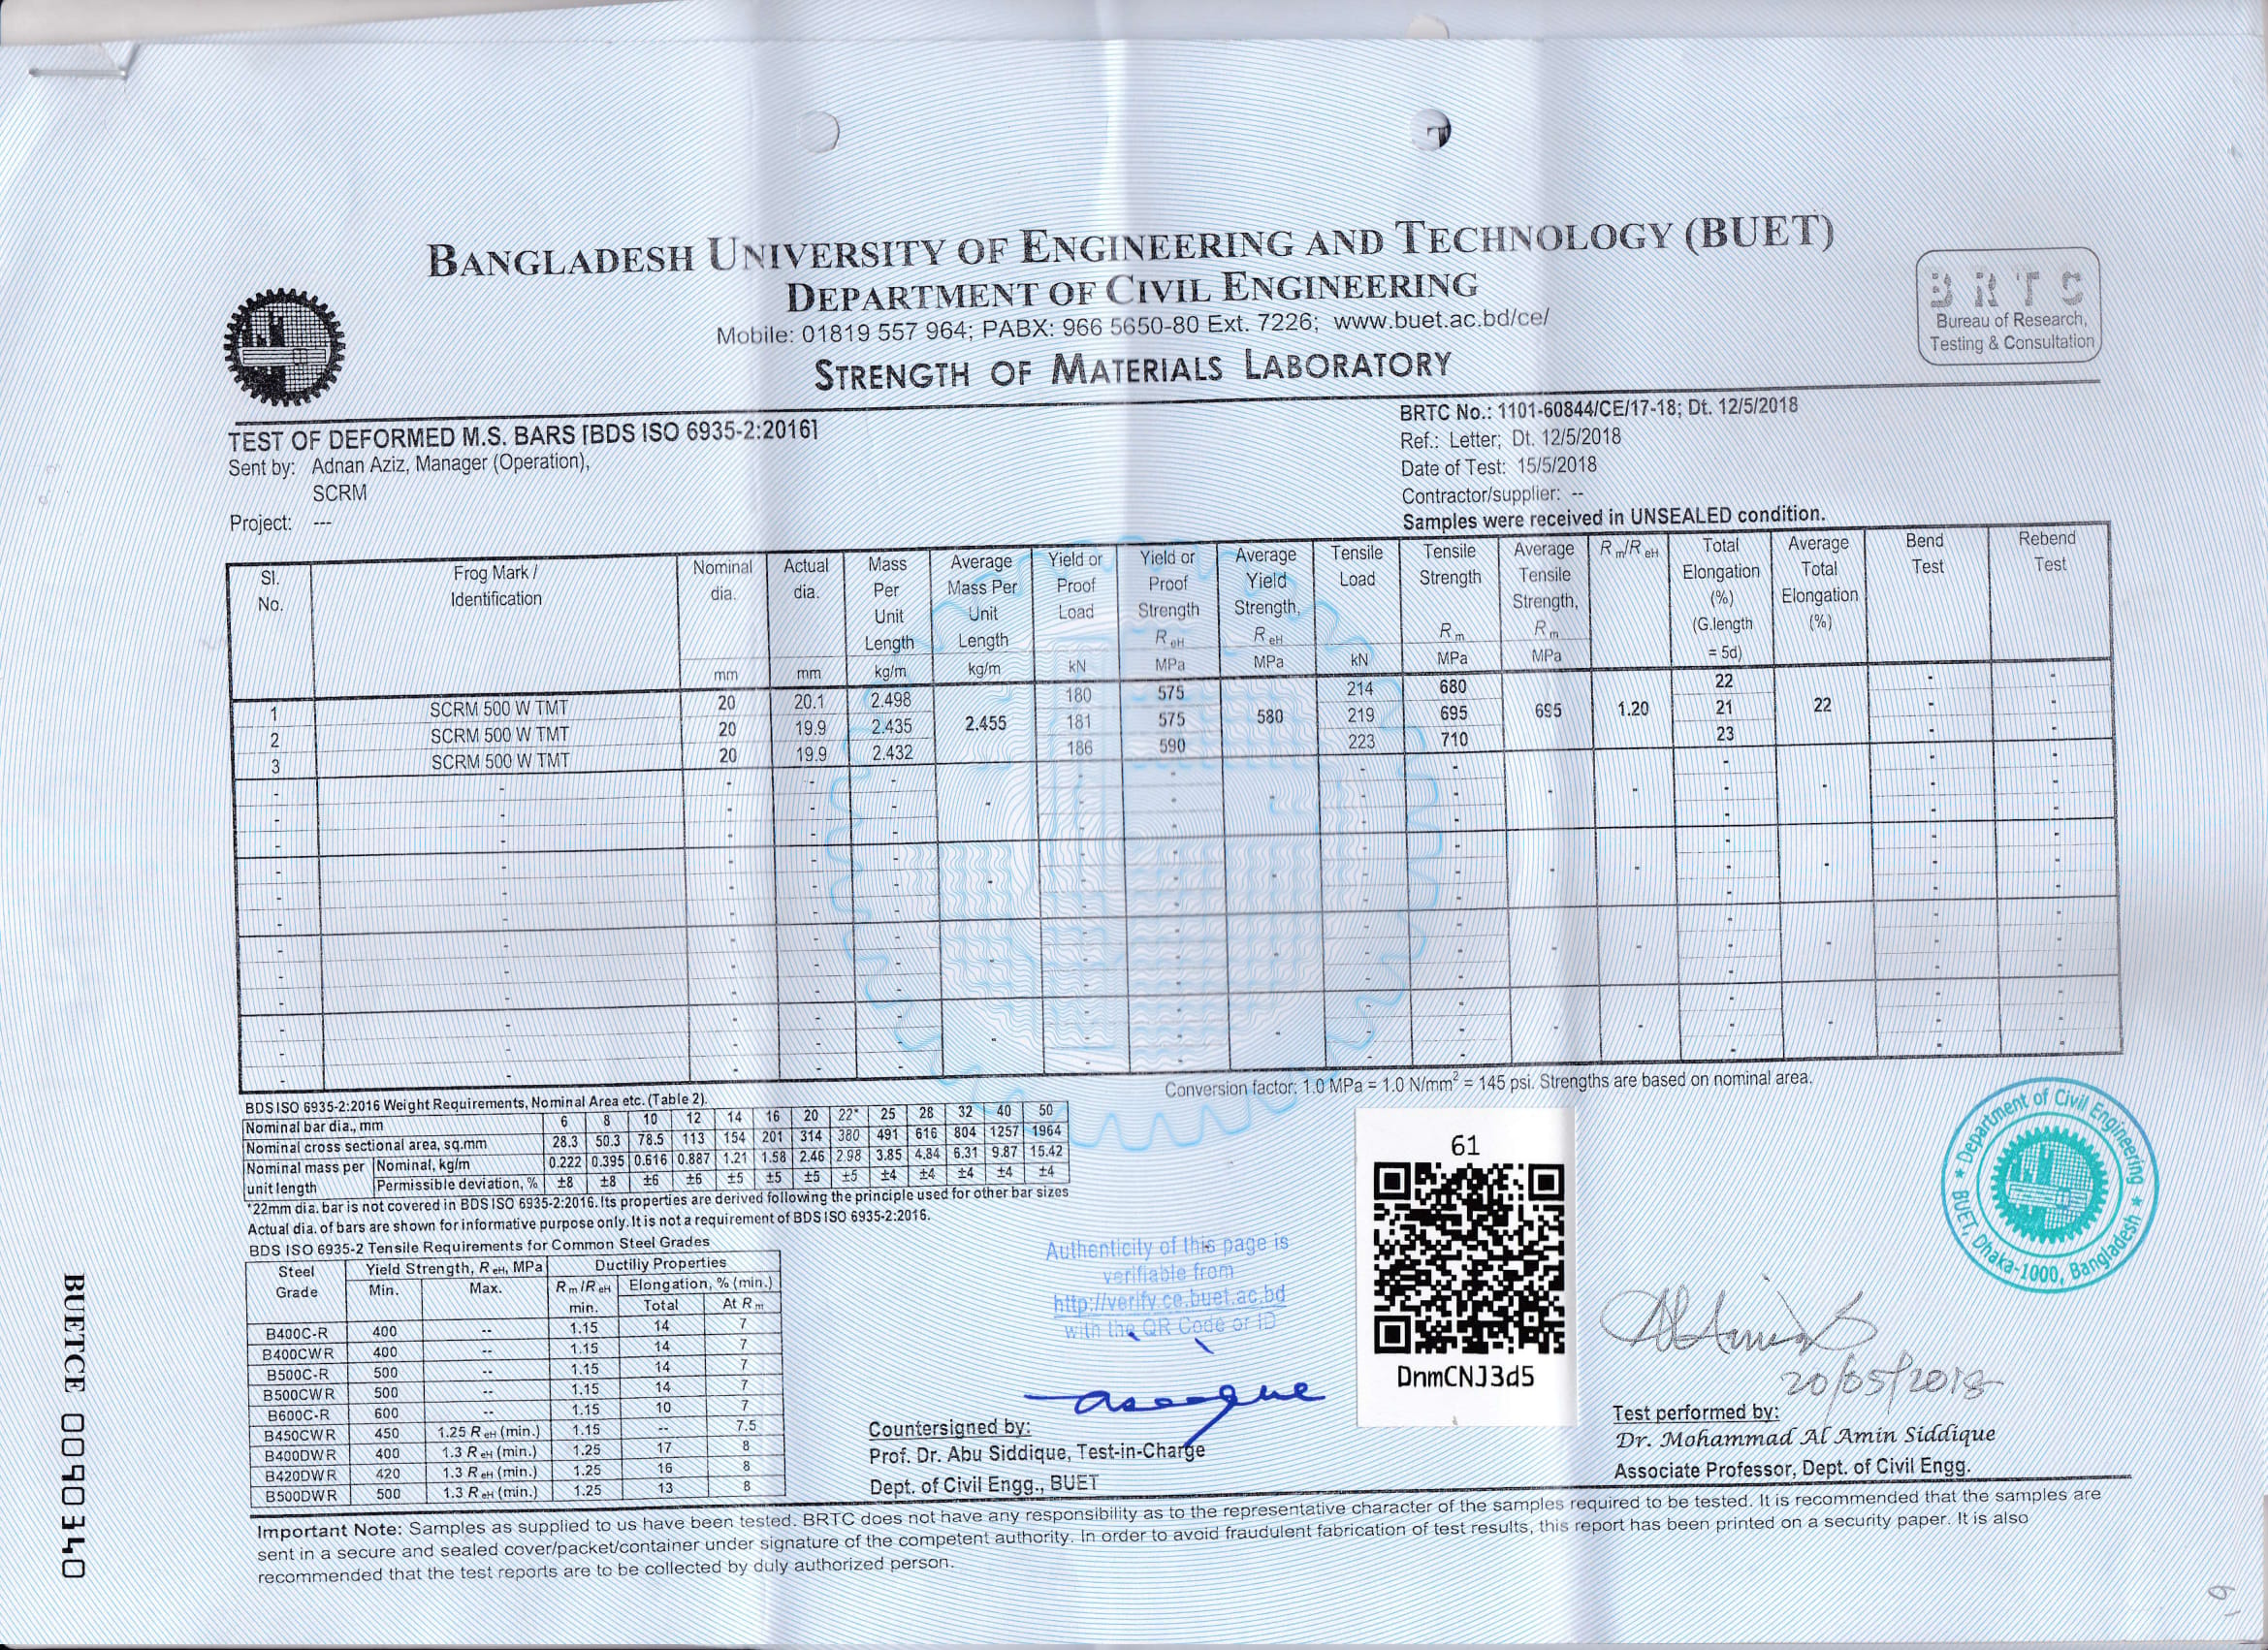 BANGLADESH UNIVERSITY OF ENGINEERING AND TECHNOLOGY (BUET)
DEPARTMENT OF CIVIL ENGINEERING
Mobile: 01819 557 964; PABX: 966 5650-80 Ext. 7226; www.buet.ac.bd/ce/
STRENGTH OF MATERIALS LABORATORY
BRTC
Bureau of Research,
Testing & Consultation
TEST OF DEFORMED M.S. BARS [BDS ISO 6935-2:2016]
Sent by: Adnan Aziz, Manager (Operation),
SCRM
Project: ---
BRTC No.: 1101-60844/CE/17-18; Dt. 12/5/2018
Ref.: Letter; Dt. 12/5/2018
Date of Test: 15/5/2018
Contractor/supplier: --
Samples were received in UNSEALED condition.
Sl. No. Frog Mark / Identification Nominal dia. mm Actual dia. mm Mass Per Unit Length kg/m Average Mass Per Unit Length kg/m Yield or Proof Load kN Yield or Proof Strength ReH MPa Average Yield Strength, ReH MPa Tensile Load kN Tensile Strength Rm MPa Average Tensile Strength, Rm MPa Rm/ReH Total Elongation (%) (G.length = 5d) Average Total Elongation (%) Bend Test Rebend Test
1 SCRM 500 W TMT 20 20.1 2.498 180 575 214 680 22 - -
2 SCRM 500 W TMT 20 19.9 2.435 2.455 181 575 580 219 695 695 1.20 21 22 - -
3 SCRM 500 W TMT 20 19.9 2.432 186 590 223 710 23 - -
Conversion factor: 1.0 MPa = 1.0 N/mm² = 145 psi. Strengths are based on nominal area.
BDS ISO 6935-2:2016 Weight Requirements, Nominal Area etc. (Table 2).
Nominal bar dia., mm 6 8 10 12 14 16 20 22* 25 28 32 40 50
Nominal cross sectional area, sq.mm 28.3 50.3 78.5 113 154 201 314 380 491 616 804 1257 1964
Nominal mass per unit length Nominal, kg/m 0.222 0.395 0.616 0.887 1.21 1.58 2.46 2.98 3.85 4.84 6.31 9.87 15.42
Permissible deviation, % ±8 ±8 ±6 ±6 ±5 ±5 ±5 ±5 ±4 ±4 ±4 ±4 ±4
*22mm dia. bar is not covered in BDS ISO 6935-2:2016. Its properties are derived following the principle used for other bar sizes
Actual dia. of bars are shown for informative purpose only. It is not a requirement of BDS ISO 6935-2:2016.
BDS ISO 6935-2 Tensile Requirements for Common Steel Grades
Steel Grade Yield Strength, ReH, MPa Ductiliy Properties
Min. Max. Rm/ReH min. Elongation, % (min.)
Total At Rm
B400C-R 400 -- 1.15 14 7
B400CWR 400 -- 1.15 14 7
B500C-R 500 -- 1.15 14 7
B500CWR 500 -- 1.15 14 7
B600C-R 600 -- 1.15 10 7
B450CWR 450 1.25 ReH (min.) 1.15 -- 7.5
B400DWR 400 1.3 ReH (min.) 1.25 17 8
B420DWR 420 1.3 ReH (min.) 1.25 16 8
B500DWR 500 1.3 ReH (min.) 1.25 13 8
Authenticity of this page is
verifiable from
http://verify.ce.buet.ac.bd
with the QR Code or ID
61
DnmCNJ3d5
Department of Civil Engineering
BUET, Dhaka-1000, Bangladesh
20/05/2018
Countersigned by:
Prof. Dr. Abu Siddique, Test-in-Charge
Dept. of Civil Engg., BUET
Test performed by:
Dr. Mohammad Al Amin Siddique
Associate Professor, Dept. of Civil Engg.
Important Note: Samples as supplied to us have been tested. BRTC does not have any responsibility as to the representative character of the samples required to be tested. It is recommended that the samples are
sent in a secure and sealed cover/packet/container under signature of the competent authority. In order to avoid fraudulent fabrication of test results, this report has been printed on a security paper. It is also
recommended that the test reports are to be collected by duly authorized person.
BUETCE 0090340